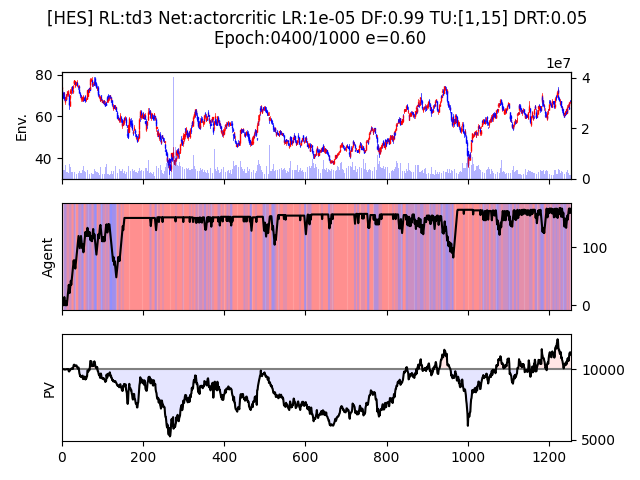 [HES] RL:td3 Net:actorcritic LR:1e-05 DF:0.99 TU:[1,15] DRT:0.05
Epoch:0400/1000 e=0.60
1e7
80
60
40
Env.
4
2
0
Agent
100
0
PV
10000
5000
0 200 400 600 800 1000 1200